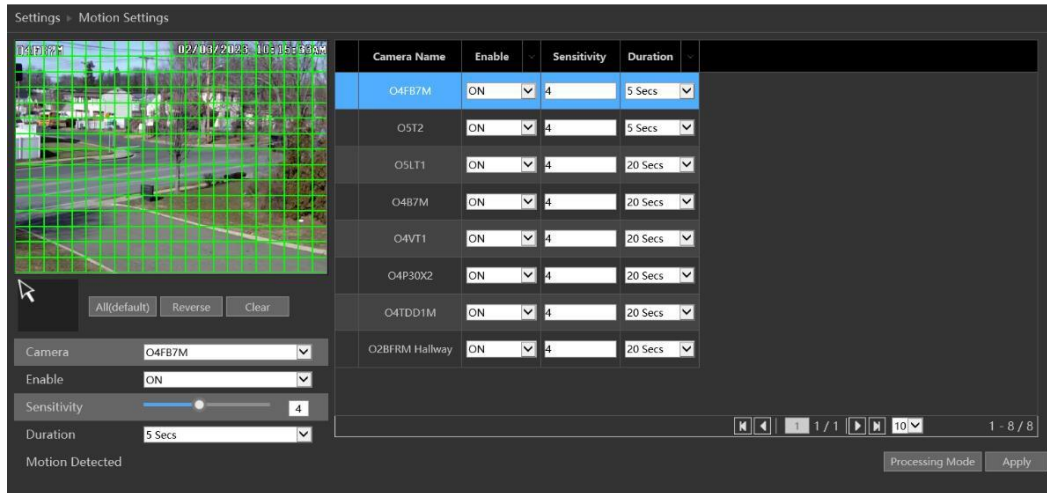 Settings ▸ Motion Settings
O4FB7M 02/03/2023 10:15:33AM
All(default) Reverse Clear
Camera O4FB7M
Enable ON
Sensitivity 4
Duration 5 Secs
Motion Detected
Camera Name Enable Sensitivity Duration
O4FB7M ON 4 5 Secs
O5T2 ON 4 5 Secs
O5LT1 ON 4 20 Secs
O4B7M ON 4 20 Secs
O4VT1 ON 4 20 Secs
O4P30X2 ON 4 20 Secs
O4TDD1M ON 4 20 Secs
O2BFRM Hallway ON 4 20 Secs
1 1 / 1 10 1 - 8 / 8
Processing Mode Apply